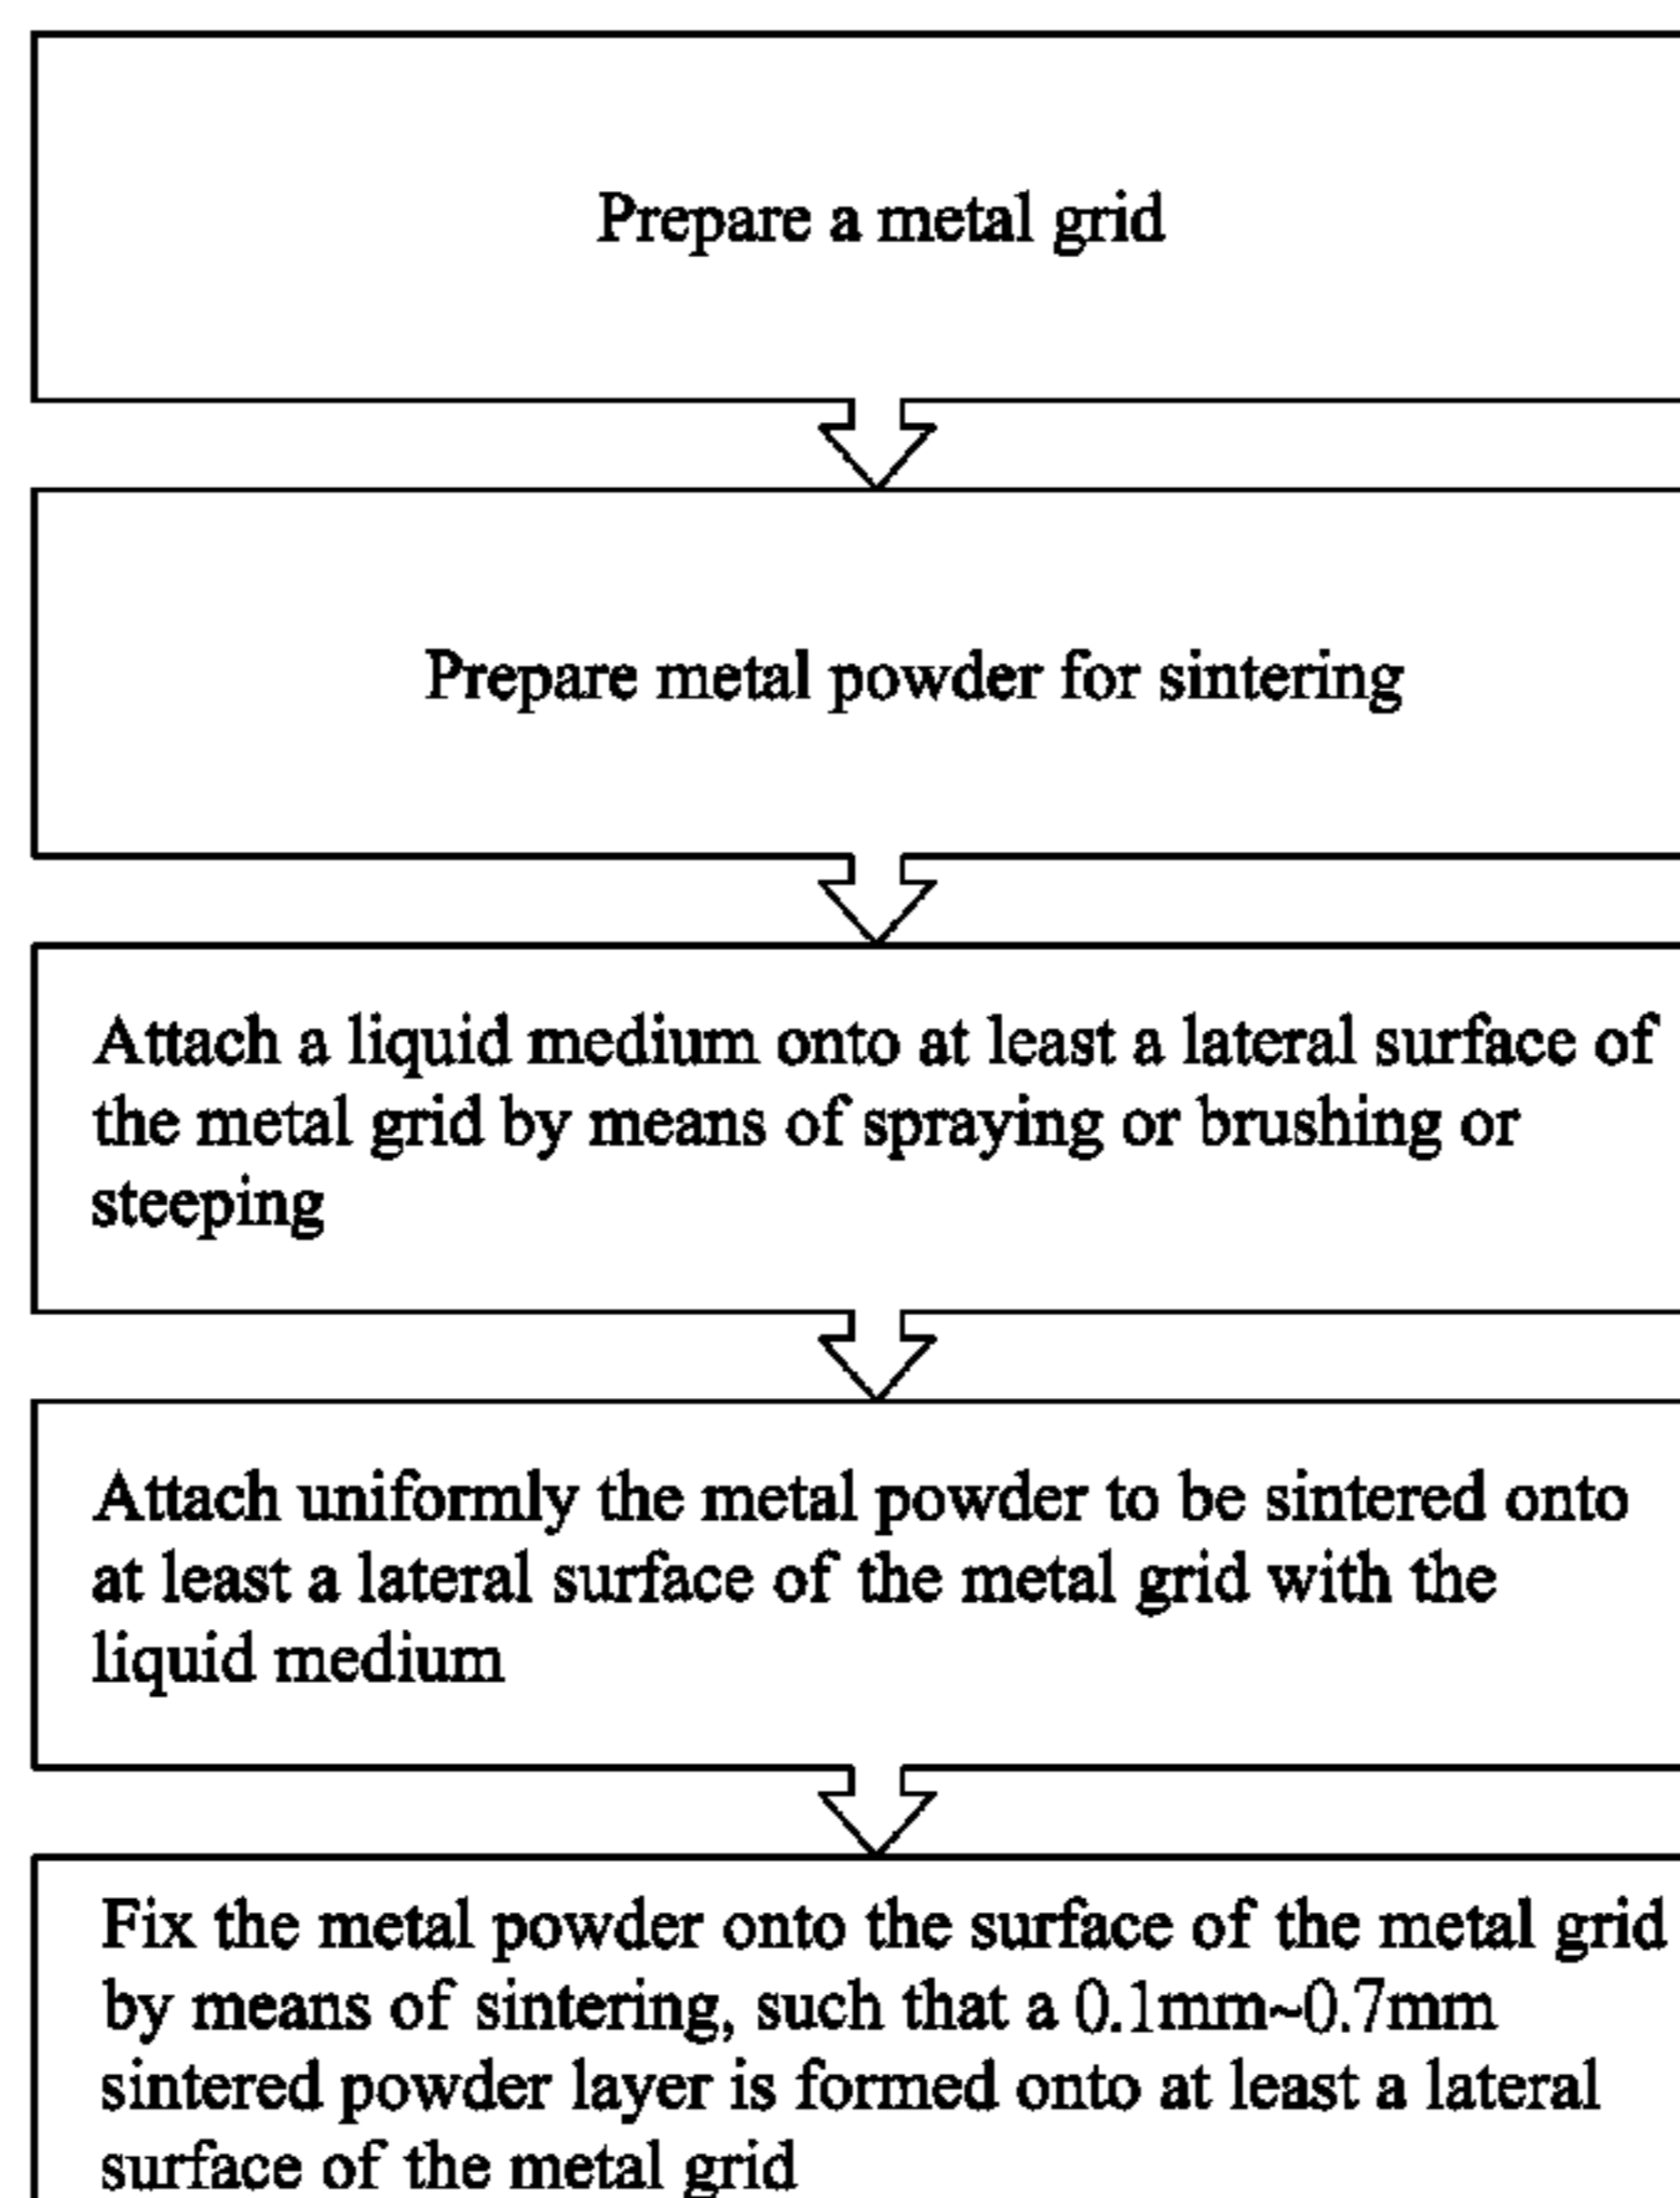 Prepare a metal grid
Prepare metal powder for sintering
Attach a liquid medium onto at least a lateral surface of
the metal grid by means of spraying or brushing or
steeping
Attach uniformly the metal powder to be sintered onto
at least a lateral surface of the metal grid with the
liquid medium
Fix the metal powder onto the surface of the metal grid
by means of sintering, such that a 0.1mm~0.7mm
sintered powder layer is formed onto at least a lateral
surface of the metal grid